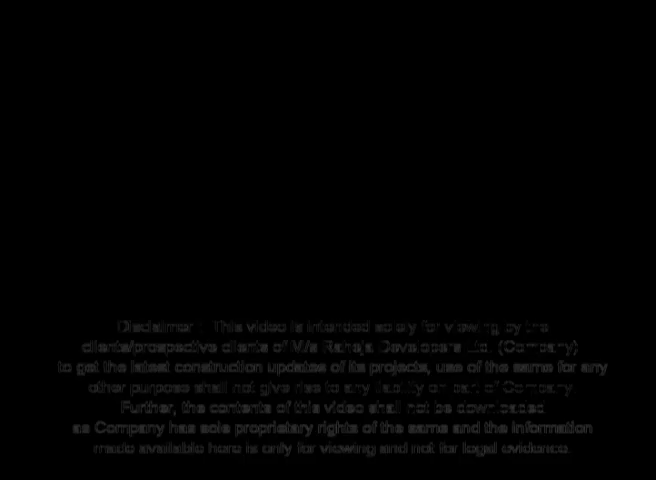 Disclaimer: This video is intended solely for viewing by the
clients/prospective clients of M/s Raheja Developers Ltd. (Company)
to get the latest construction updates of its projects, use of the same for any
other purpose shall not give rise to any liability on part of Company
Further, the contents of this video shall not be downloaded
as Company has sole proprietary rights of the same and the information
made available here is only for viewing and not for legal evidence.